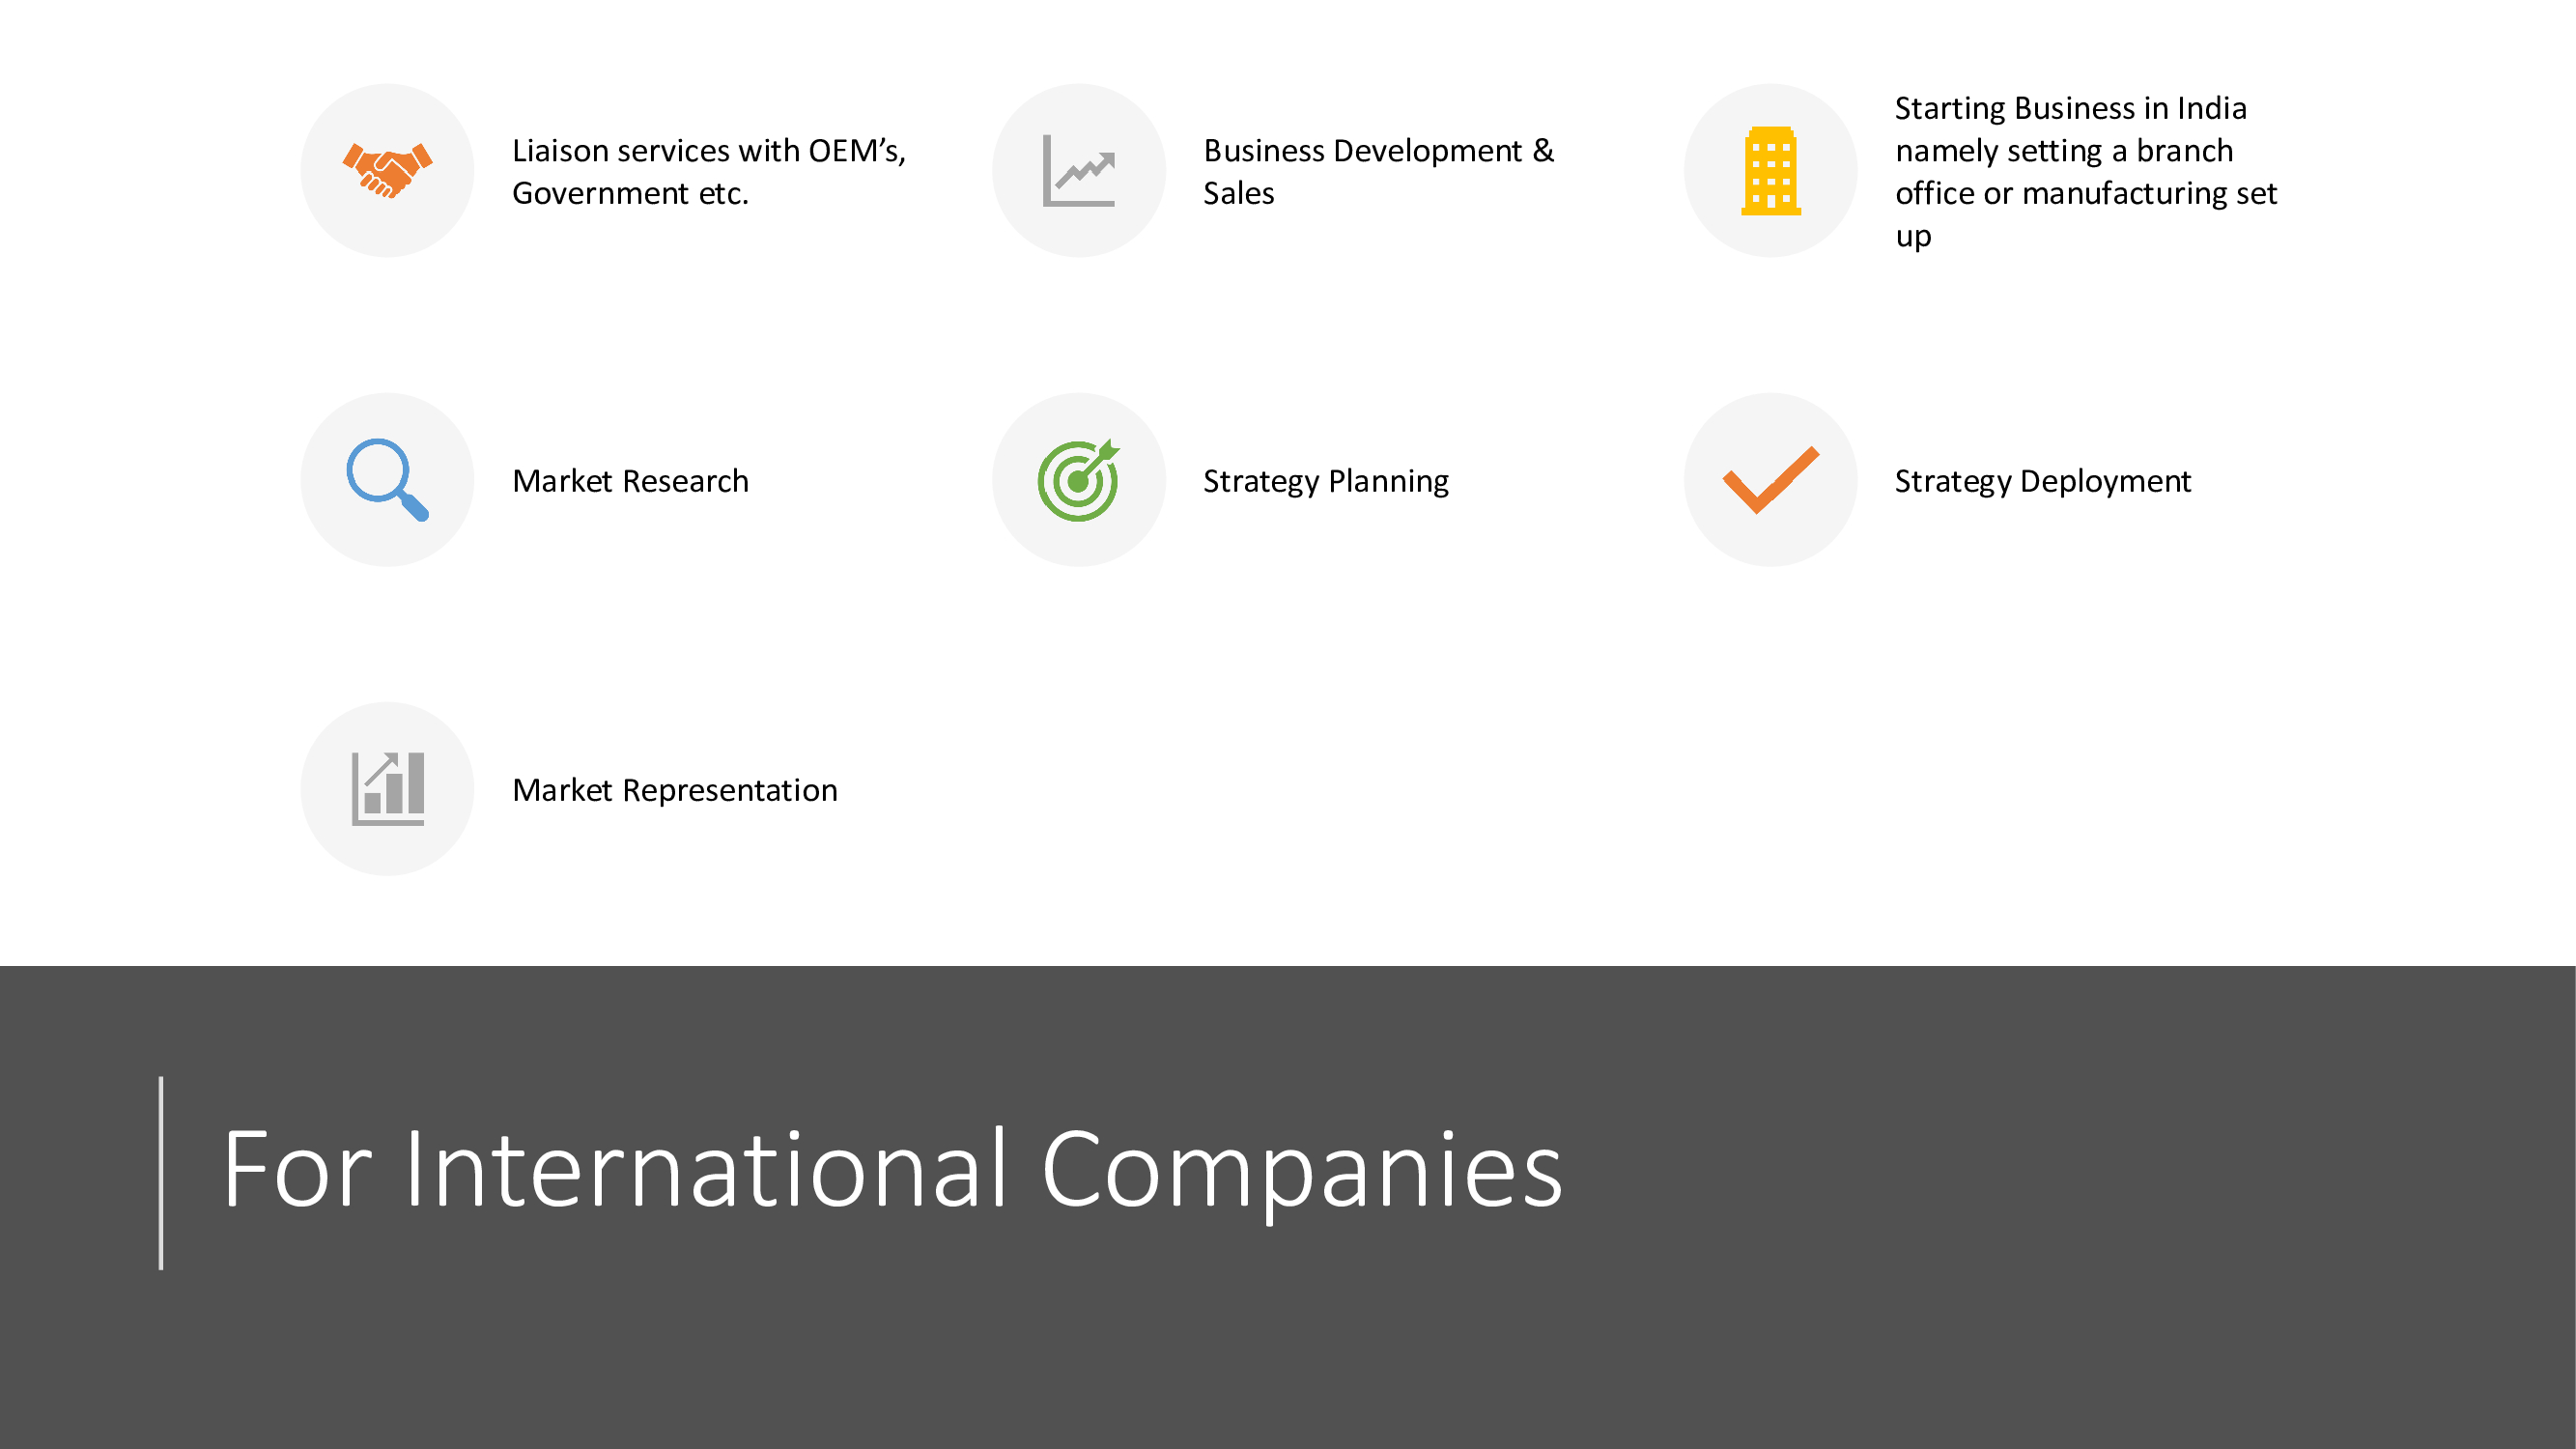 Liaison services with OEM’s,
Government etc.
Business Development &
Sales
Starting Business in India
namely setting a branch
office or manufacturing set
up
Market Research
Strategy Planning
Strategy Deployment
Market Representation
For International Companies